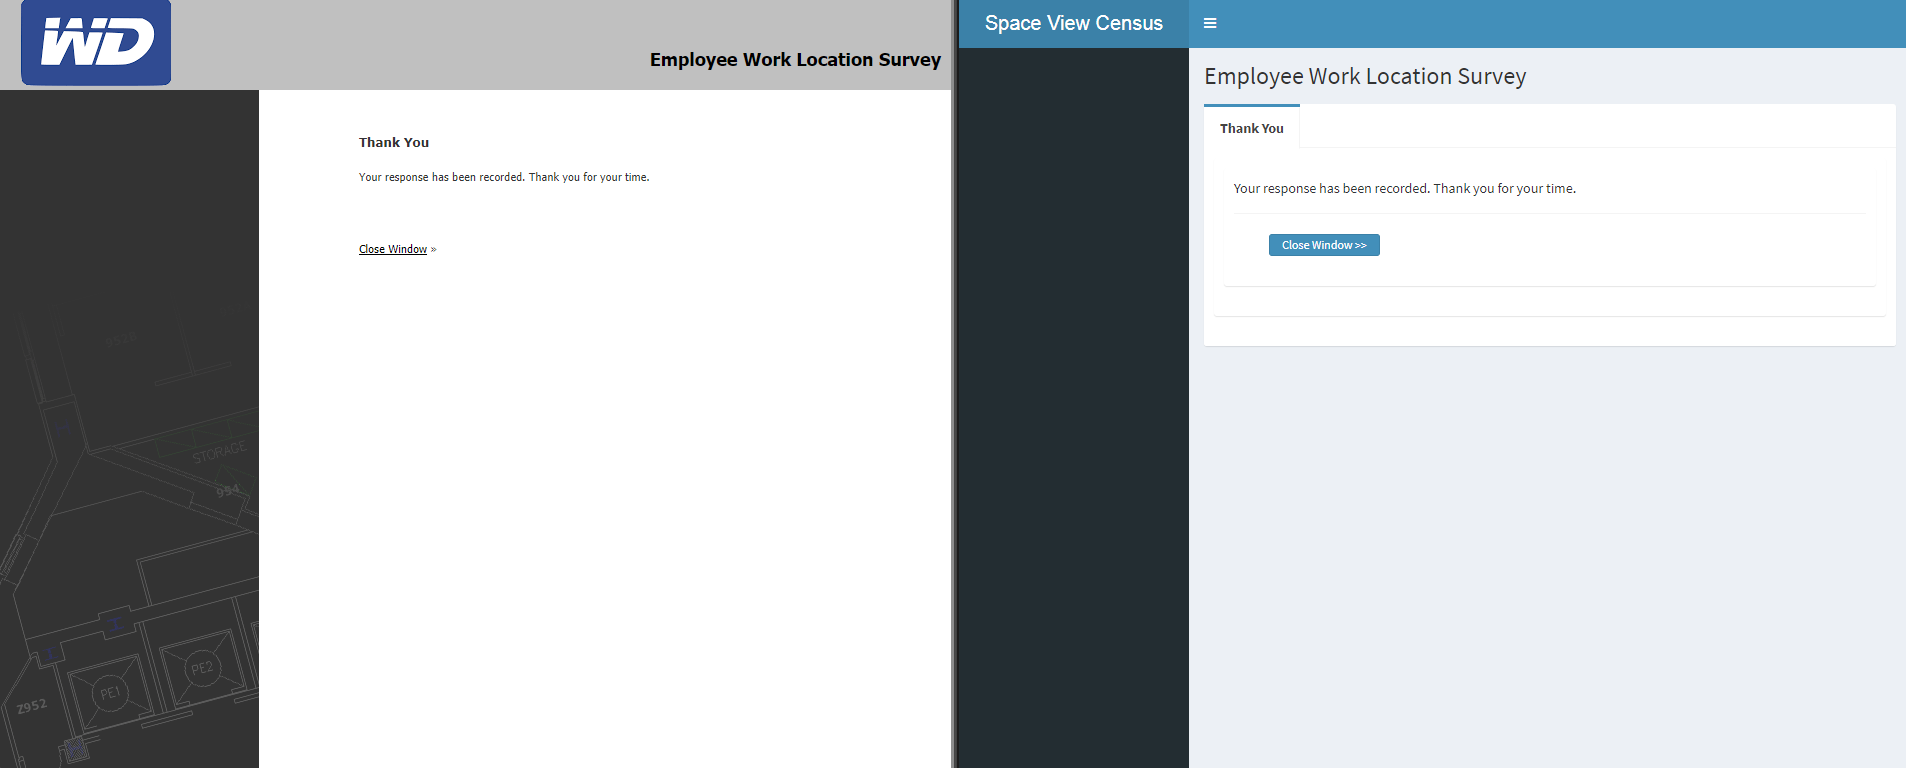 WD
Employee Work Location Survey
Thank You
Your response has been recorded. Thank you for your time.
Close Window »
STORAGE
994
PE1
PE2
Z952
Space View Census
Employee Work Location Survey
Thank You
Your response has been recorded. Thank you for your time.
Close Window >>